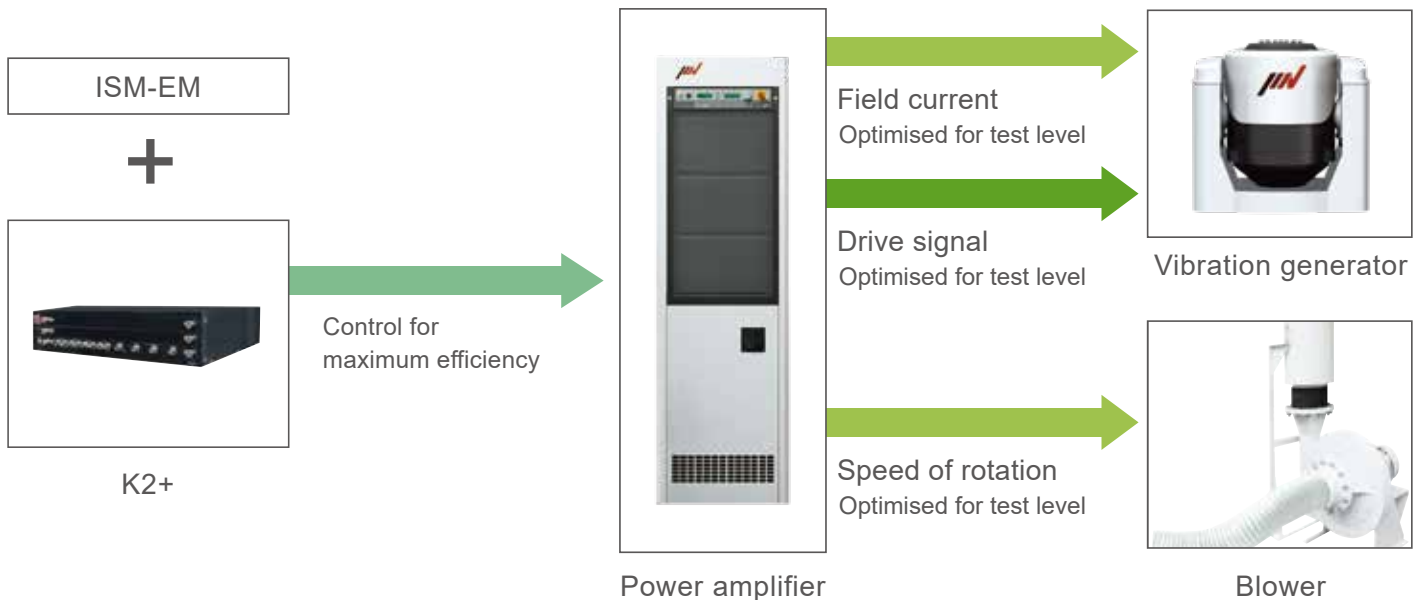 ISM-EM
+
K2+
Control for
maximum efficiency
Power amplifier
Field current
Optimised for test level
Drive signal
Optimised for test level
Vibration generator
Speed of rotation
Optimised for test level
Blower